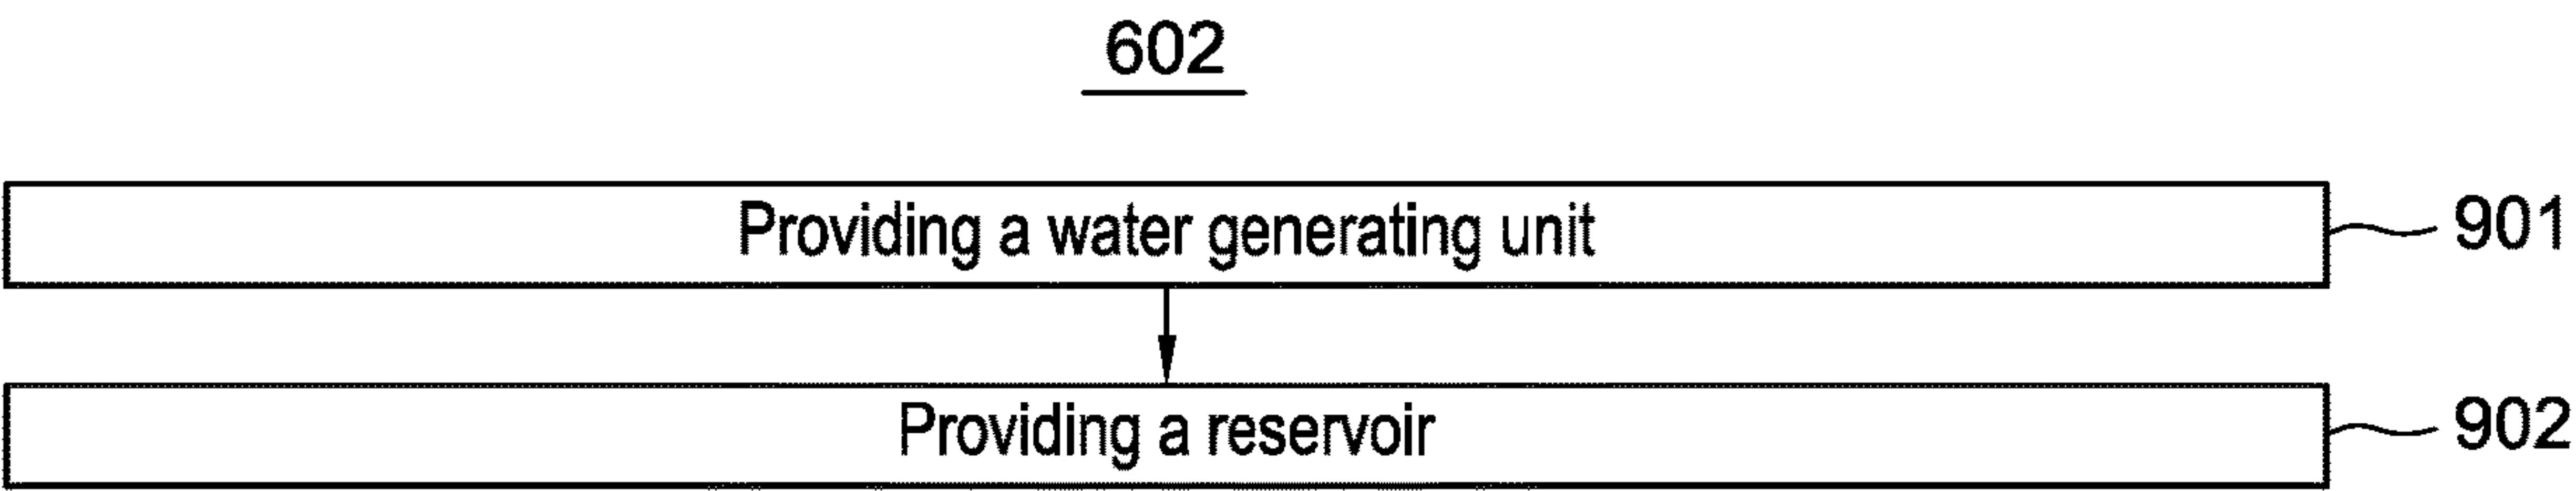 602
Providing a water generating unit 901
Providing a reservoir 902